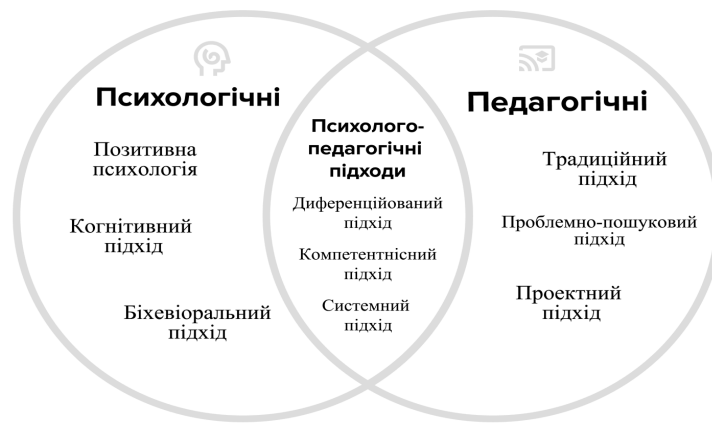 Психологічні
Позитивна
психологія
Когнітивний
підхід
Біхевіоральний
підхід
Психолого-
педагогічні
підходи
Диференційований
підхід
Компетентнісний
підхід
Системний
підхід
Педагогічні
Традиційний
підхід
Проблемно-пошуковий
підхід
Проектний
підхід